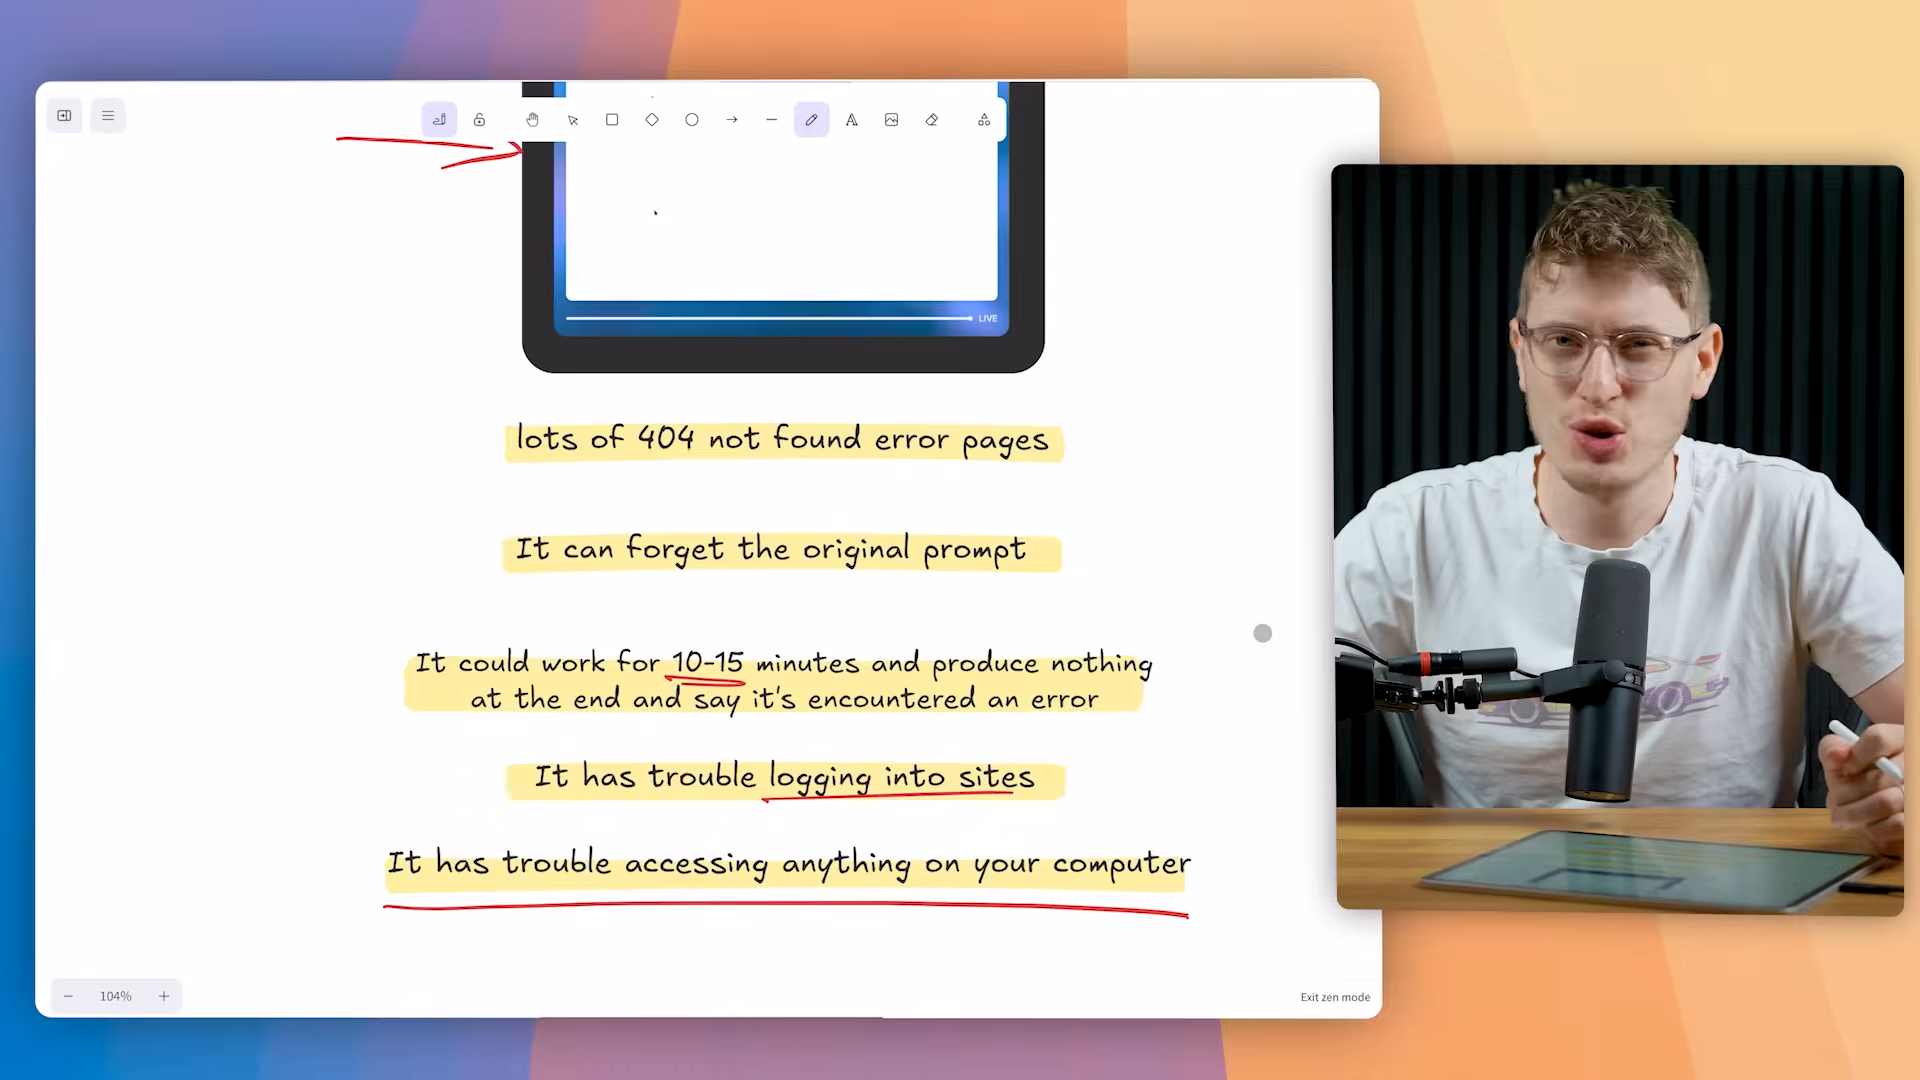 LIVE
lots of 404 not found error pages
It can forget the original prompt
It could work for 10-15 minutes and produce nothing
at the end and say it's encountered an error
It has trouble logging into sites
It has trouble accessing anything on your computer
104%
Exit zen mode